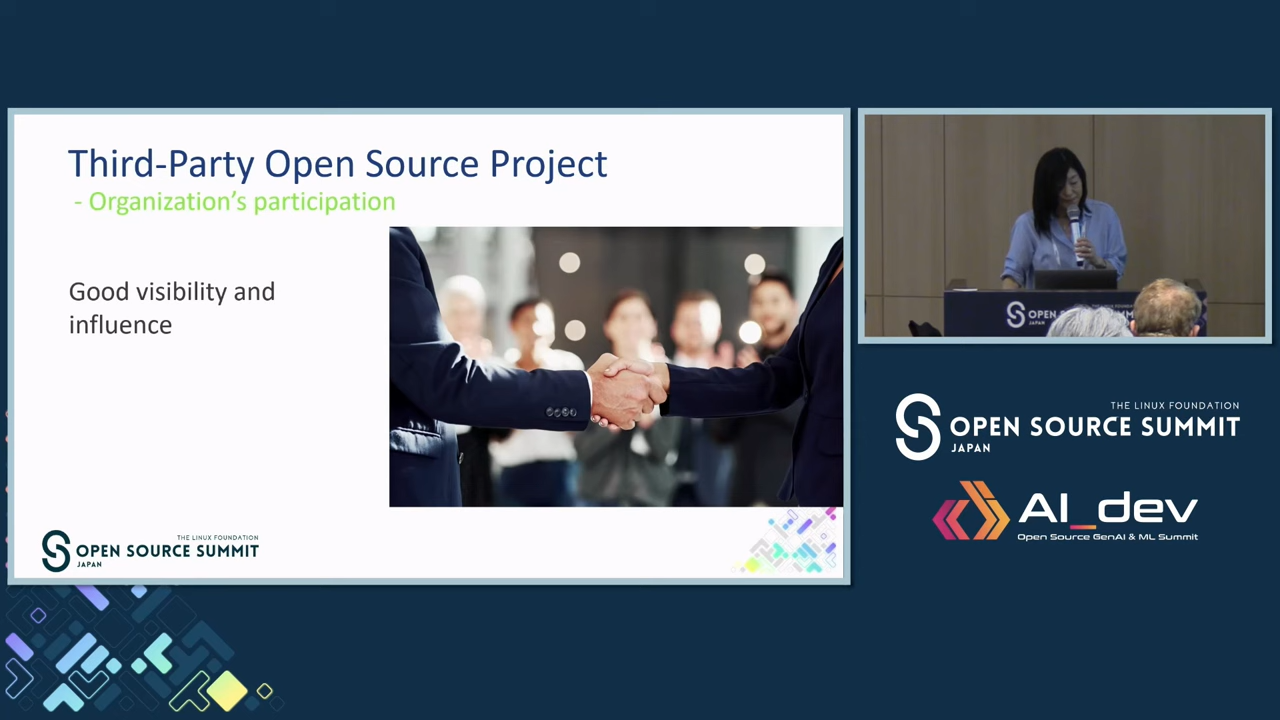 Third-Party Open Source Project
- Organization's participation
Good visibility and
influence
THE LINUX FOUNDATION
OPEN SOURCE SUMMIT
JAPAN
OPEN SOURCE SUMMIT
JAPAN
THE LINUX FOUNDATION
OPEN SOURCE SUMMIT
JAPAN
AI_dev
Open Source GenAI & ML Summit